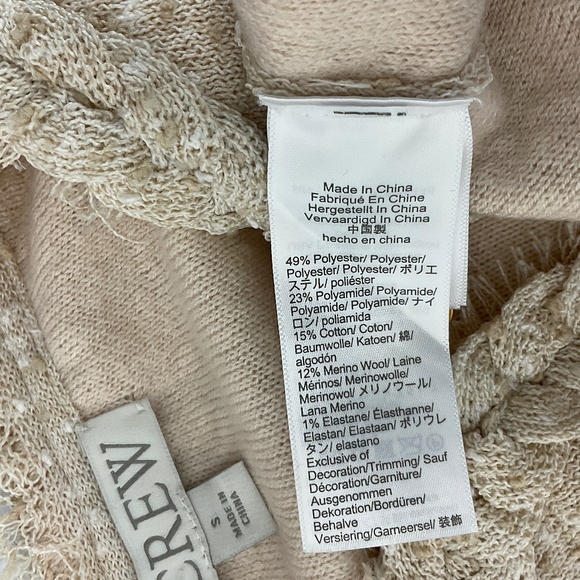 Made In China
Fabriqué En Chine
Hergestellt In China
Vervaardigd In China
中国製
hecho en china
49% Polyester/ Polyester/
Polyester/ Polyester/ ポリエ
ステル/ poliéster
23% Polyamide/ Polyamide/
Polyamide/ Polyamide/ ナイ
ロン/ poliamida
15% Cotton/ Coton/
Baumwolle/ Katoen/ 綿/
algodón
12% Merino Wool/ Laine
Mérinos/ Merinowolle/
Merinowol/ メリノウール/
Lana Merino
1% Elastane/ Élasthanne/
Elastan/ Elastaan/ ポリウレ
タン/ elastano
Exclusive of
Decoration/Trimming/ Sauf
Décoration/Garniture/
Ausgenommen
Dekoration/Bordüren/
Behalve
Versiering/Garneersel/ 装飾
CREW
S
MADE IN
CHINA